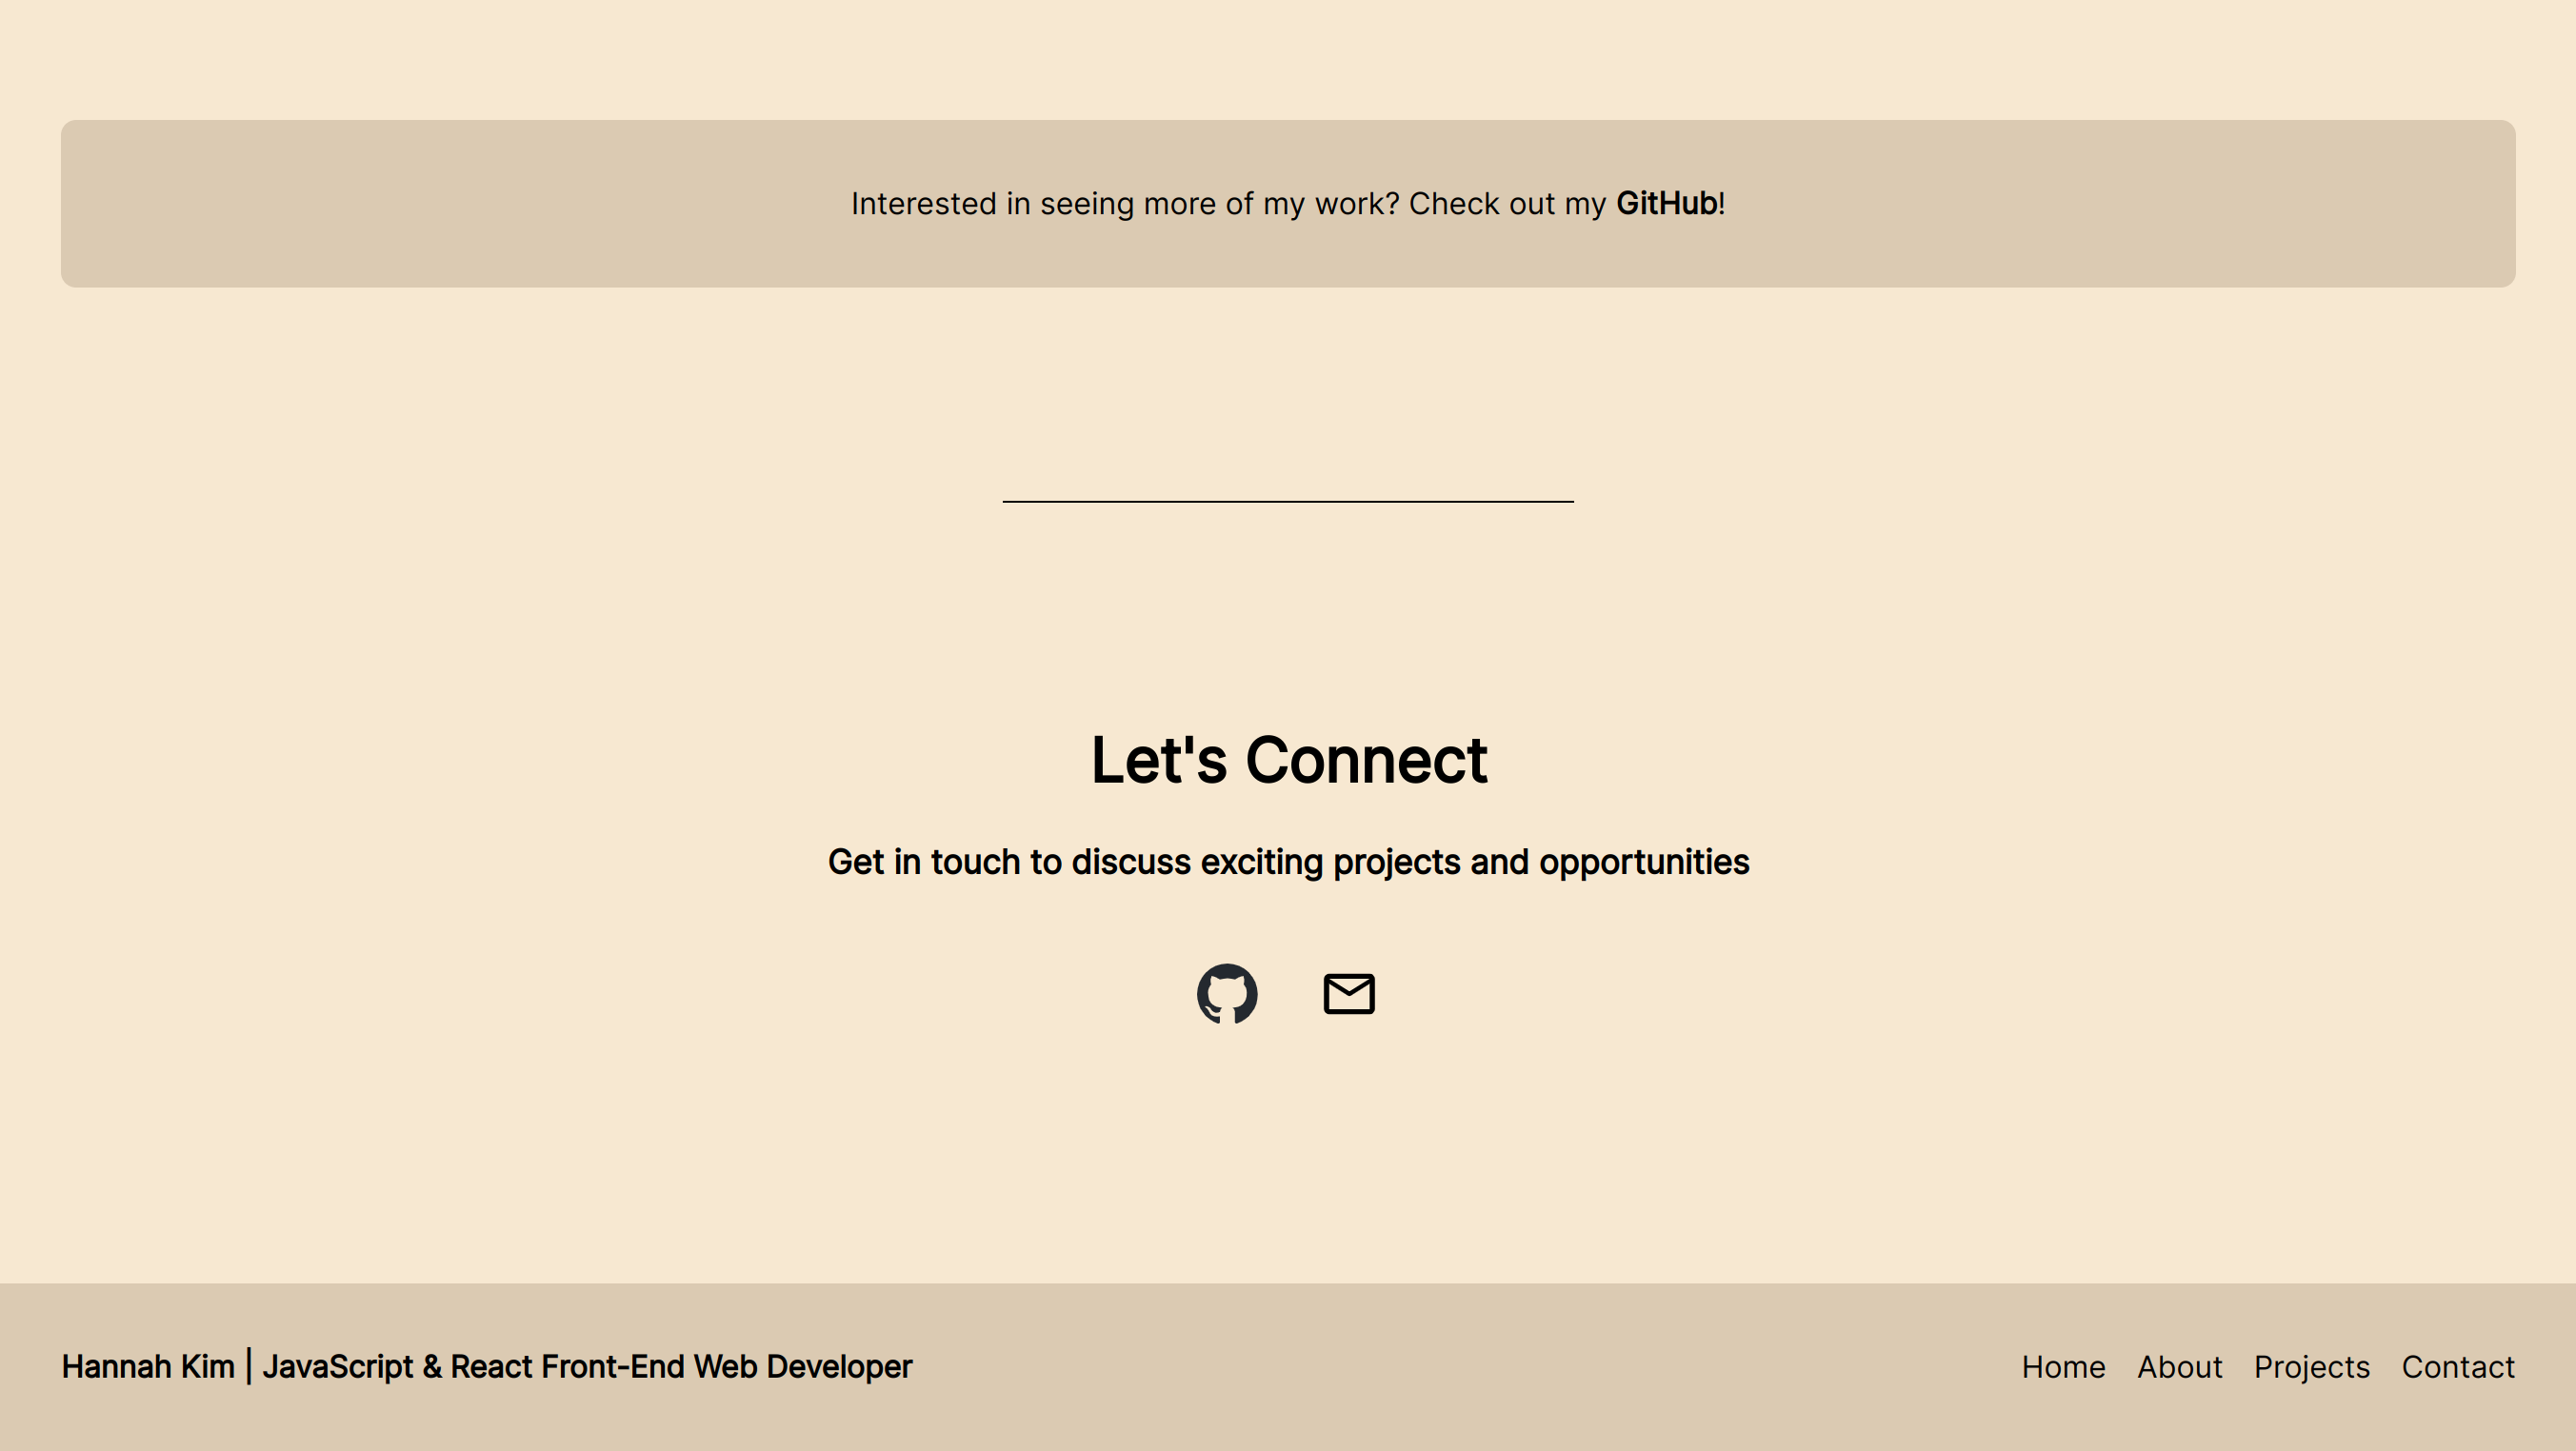 Interested in seeing more of my work? Check out my GitHub!
Let's Connect
Get in touch to discuss exciting projects and opportunities
Hannah Kim | JavaScript & React Front-End Web Developer
Home About Projects Contact